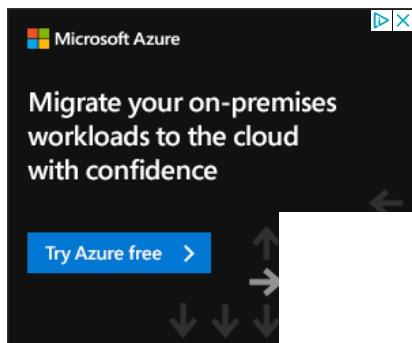 Microsoft Azure
Migrate your on-premises
workloads to the cloud
with confidence
Try Azure free